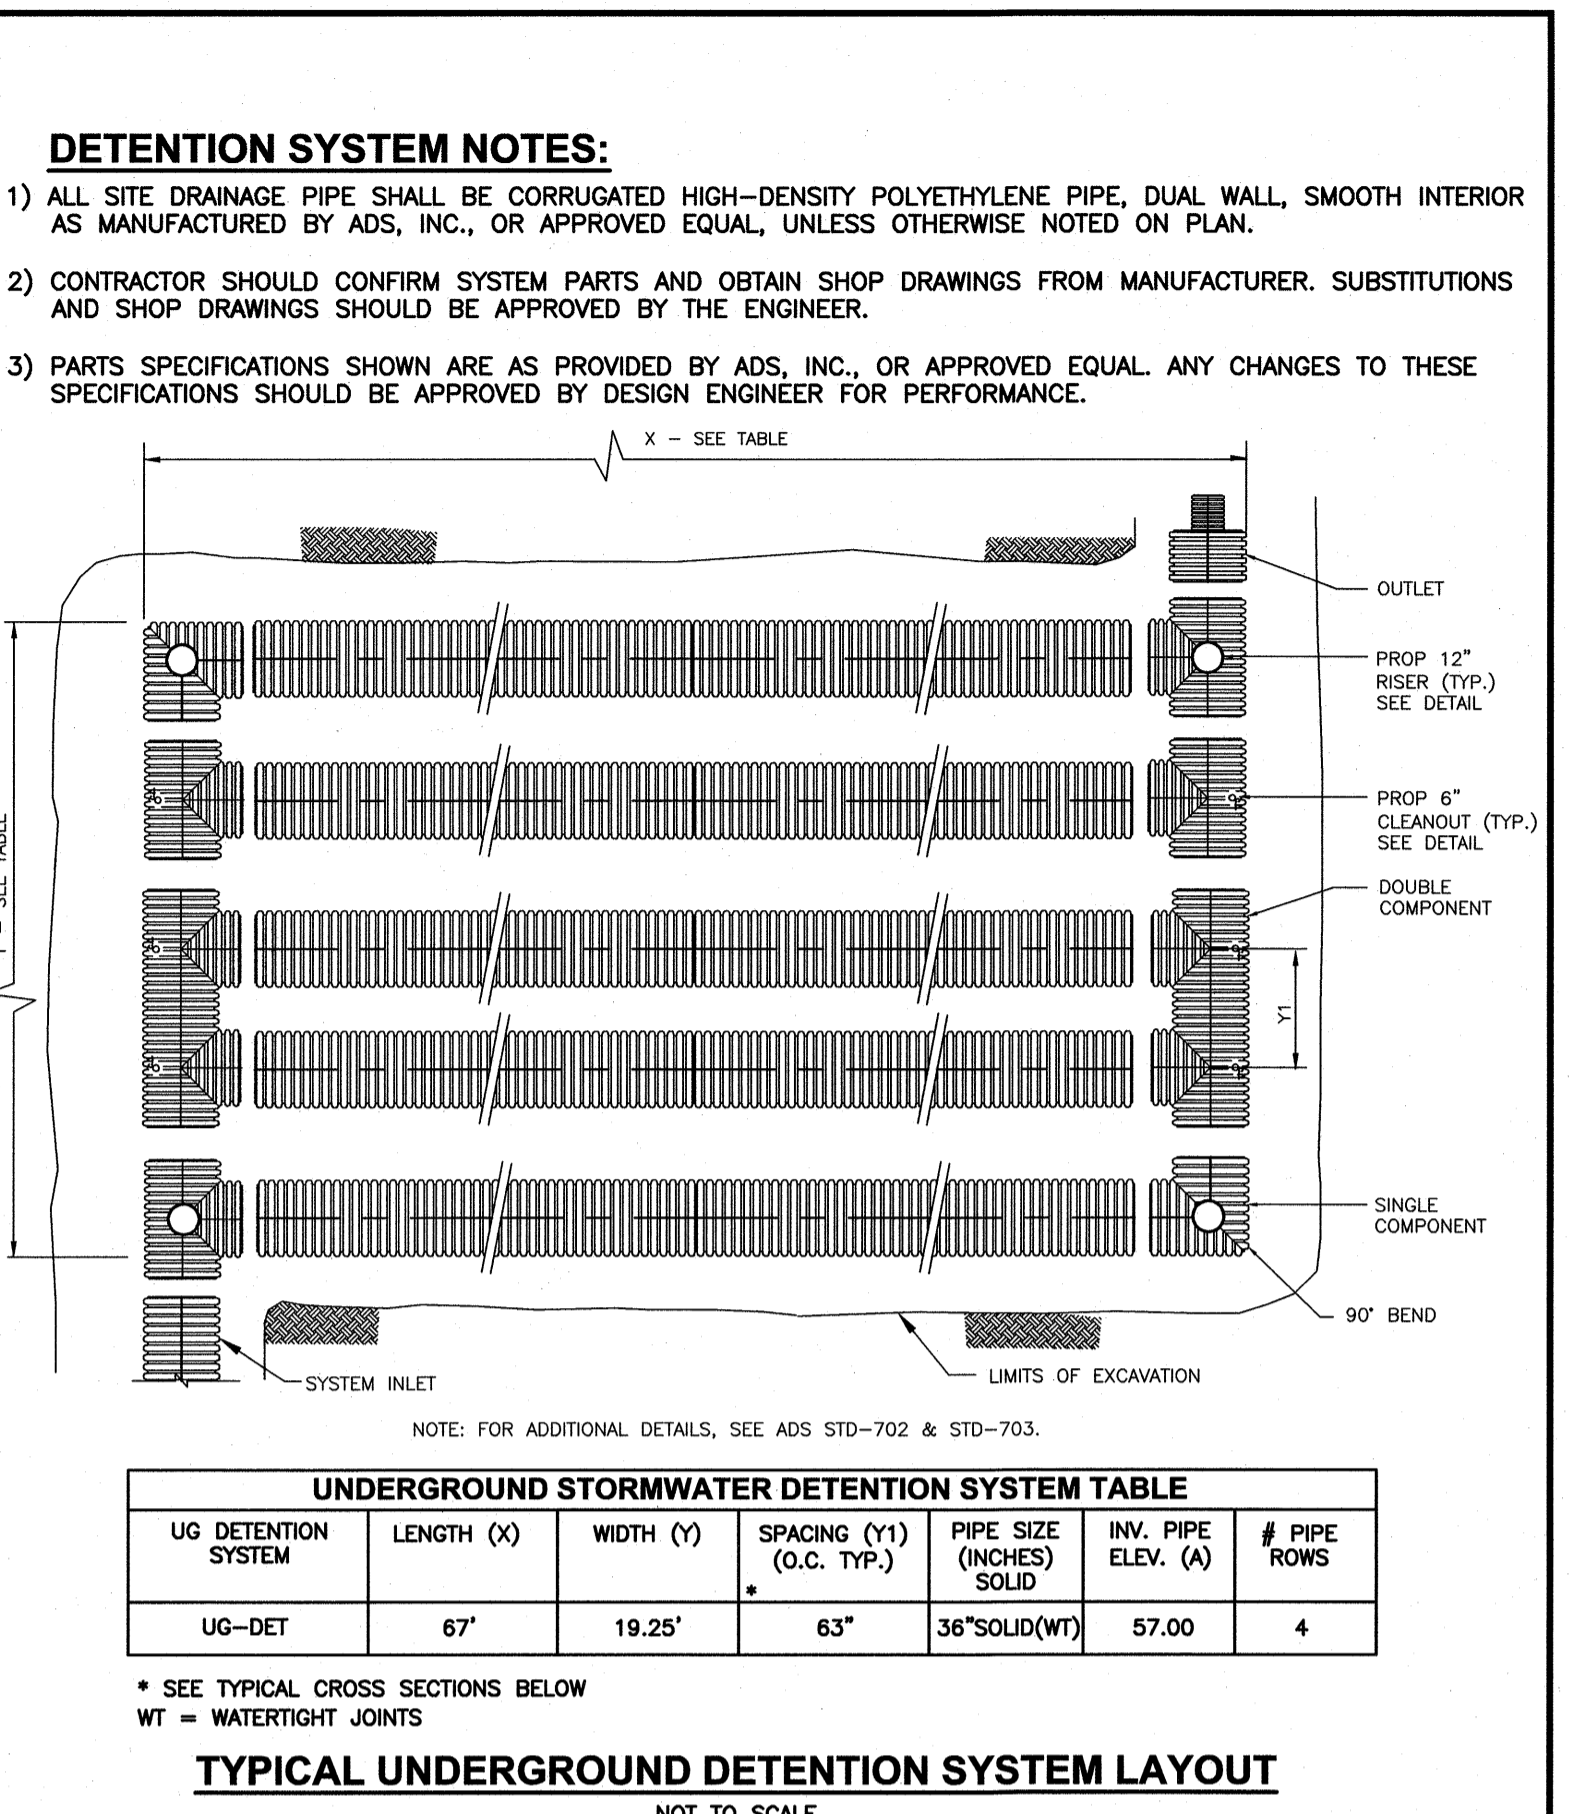 DETENTION SYSTEM NOTES:
1) ALL SITE DRAINAGE PIPE SHALL BE CORRUGATED HIGH-DENSITY POLYETHYLENE PIPE, DUAL WALL, SMOOTH INTERIOR
AS MANUFACTURED BY ADS, INC., OR APPROVED EQUAL, UNLESS OTHERWISE NOTED ON PLAN.
2) CONTRACTOR SHOULD CONFIRM SYSTEM PARTS AND OBTAIN SHOP DRAWINGS FROM MANUFACTURER. SUBSTITUTIONS
AND SHOP DRAWINGS SHOULD BE APPROVED BY THE ENGINEER.
3) PARTS SPECIFICATIONS SHOWN ARE AS PROVIDED BY ADS, INC., OR APPROVED EQUAL. ANY CHANGES TO THESE
SPECIFICATIONS SHOULD BE APPROVED BY DESIGN ENGINEER FOR PERFORMANCE.
X - SEE TABLE
OUTLET
PROP 12"
RISER (TYP.)
SEE DETAIL
PROP 6"
CLEANOUT (TYP.)
SEE DETAIL
DOUBLE
COMPONENT
Y1
SINGLE
COMPONENT
90° BEND
SEE TABLE
SYSTEM INLET
LIMITS OF EXCAVATION
NOTE: FOR ADDITIONAL DETAILS, SEE ADS STD-702 & STD-703.
UNDERGROUND STORMWATER DETENTION SYSTEM TABLE
UG DETENTION SYSTEM LENGTH (X) WIDTH (Y) SPACING (Y1) (O.C. TYP.) * PIPE SIZE (INCHES) SOLID INV. PIPE ELEV. (A) # PIPE ROWS
UG-DET 67' 19.25' 63" 36"SOLID(WT) 57.00 4
* SEE TYPICAL CROSS SECTIONS BELOW
WT = WATERTIGHT JOINTS
TYPICAL UNDERGROUND DETENTION SYSTEM LAYOUT
NOT TO SCALE